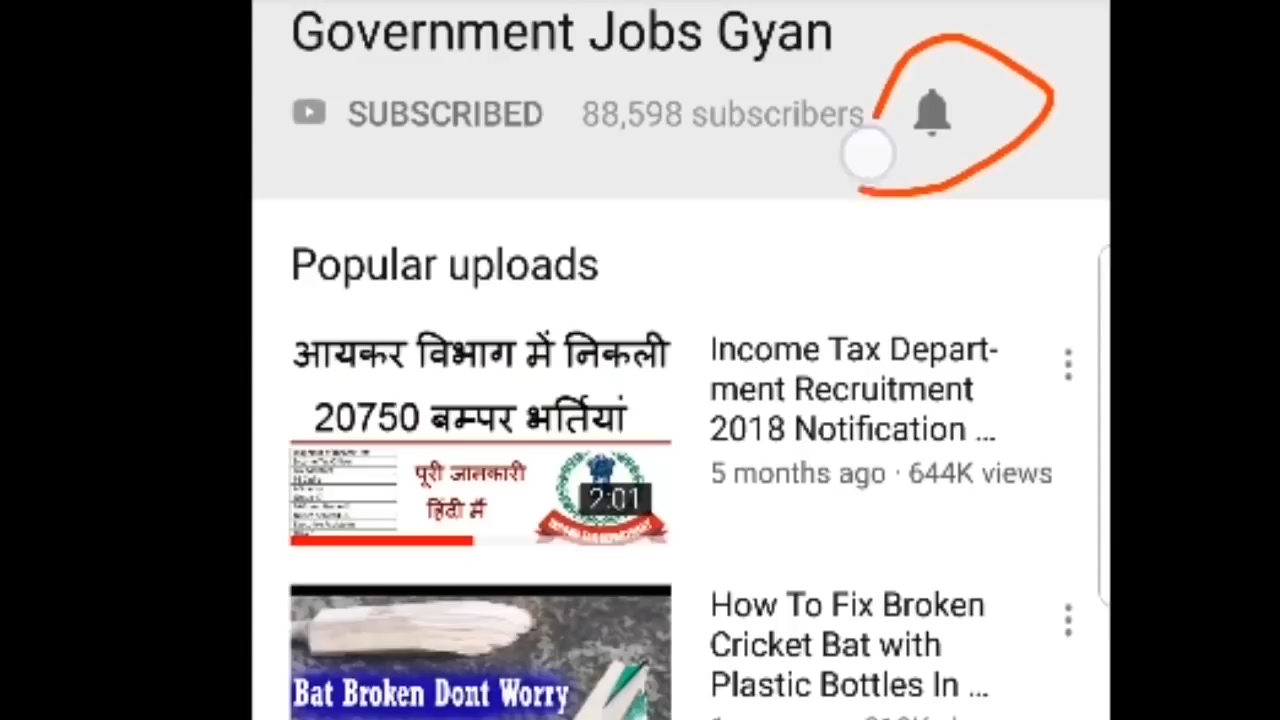 Government Jobs Gyan
SUBSCRIBED 88,598 subscribers
Popular uploads
आयकर विभाग में निकली
20750 बम्पर भर्तियां
पूरी जानकारी
हिंदी में
2:01
Income Tax Depart-
ment Recruitment
2018 Notification ...
5 months ago · 644K views
Bat Broken Dont Worry
How To Fix Broken
Cricket Bat with
Plastic Bottles In ...